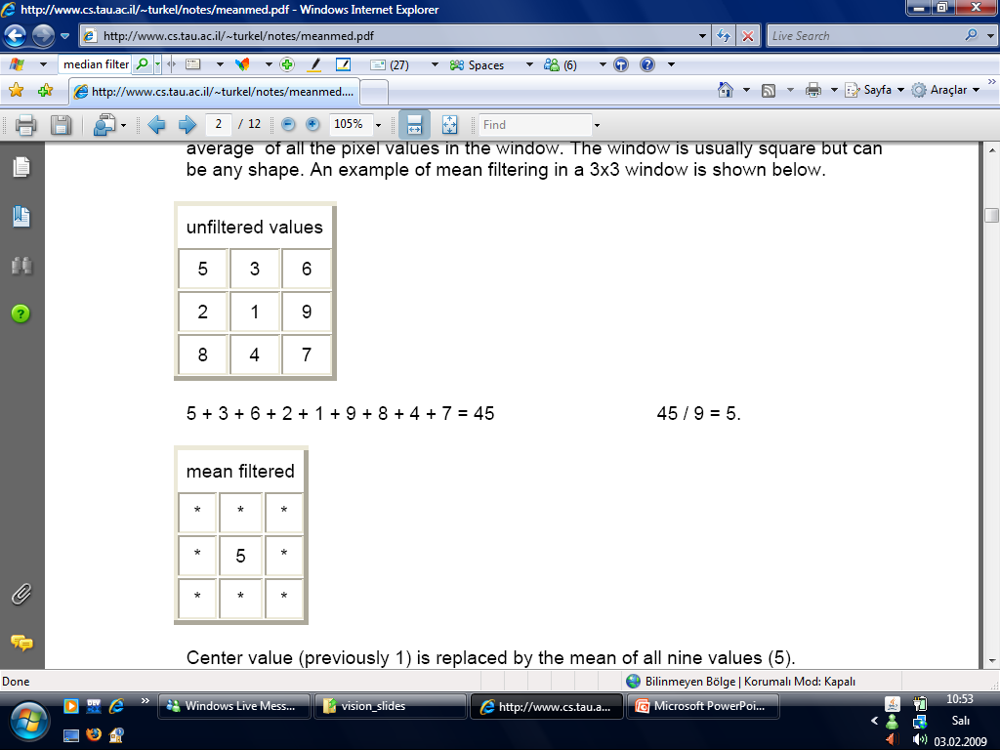 http://www.cs.tau.ac.il/~turkel/notes/meanmed.pdf - Windows Internet Explorer
http://www.cs.tau.ac.il/~turkel/notes/meanmed.pdf
Live Search
median filter
(27)
Spaces
(6)
http://www.cs.tau.ac.il/~turkel/notes/meanmed....
Sayfa
Araçlar
2 / 12
105%
Find
average of all the pixel values in the window. The window is usually square but can
be any shape. An example of mean filtering in a 3x3 window is shown below.
unfiltered values
5 3 6
2 1 9
8 4 7
5 + 3 + 6 + 2 + 1 + 9 + 8 + 4 + 7 = 45 45 / 9 = 5.
mean filtered
* * *
* 5 *
* * *
Center value (previously 1) is replaced by the mean of all nine values (5).
Done
Bilinmeyen Bölge | Korumalı Mod: Kapalı
Windows Live Mess...
vision_slides
http://www.cs.tau.a...
Microsoft PowerPoi...
10:53
Salı
03.02.2009